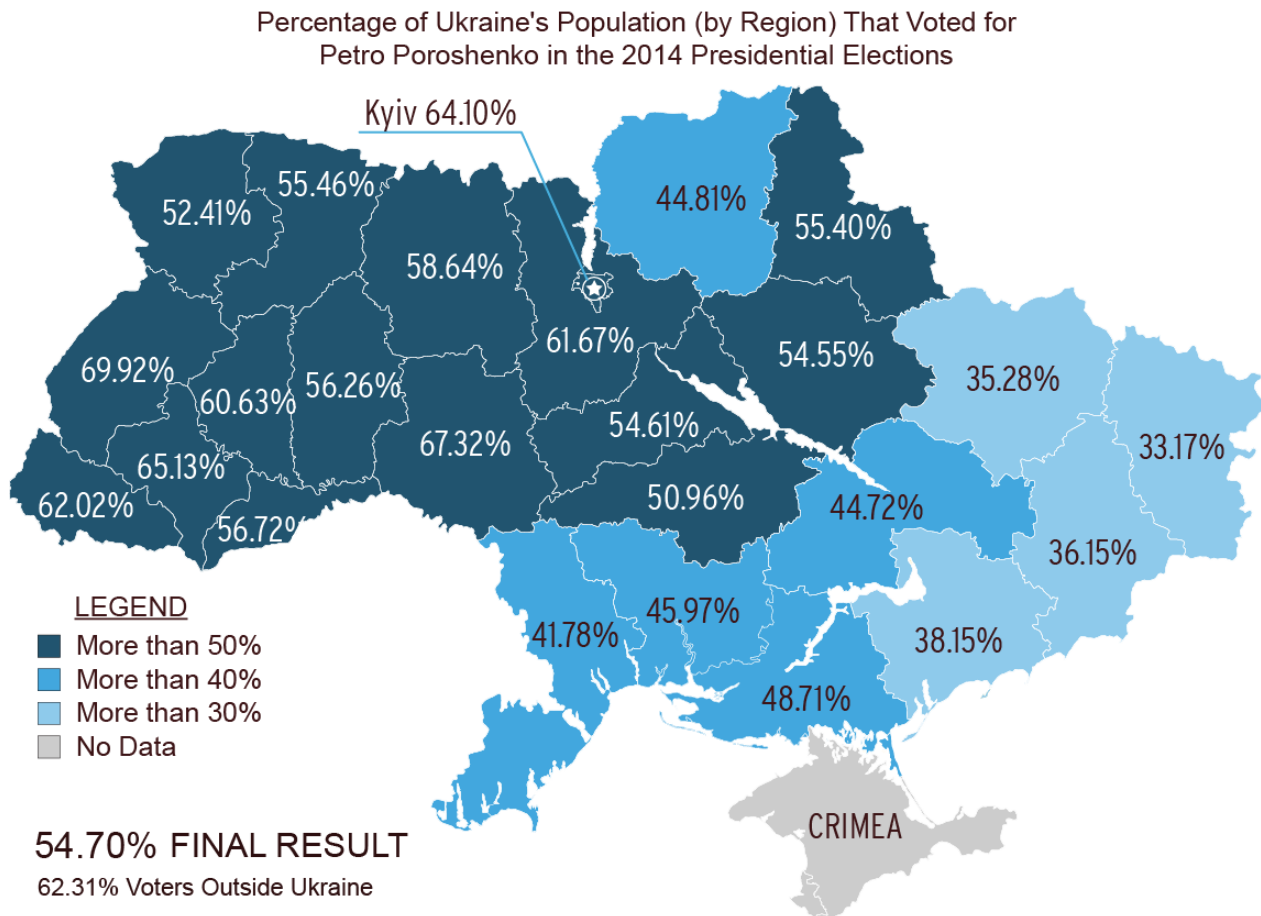 Percentage of Ukraine's Population (by Region) That Voted for
Petro Poroshenko in the 2014 Presidential Elections
Kyiv 64.10%
52.41%
55.46%
58.64%
44.81%
55.40%
69.92%
60.63%
56.26%
61.67%
54.55%
35.28%
33.17%
62.02%
65.13%
56.72%
67.32%
54.61%
50.96%
44.72%
36.15%
41.78%
45.97%
48.71%
38.15%
CRIMEA
LEGEND
More than 50%
More than 40%
More than 30%
No Data
54.70% FINAL RESULT
62.31% Voters Outside Ukraine